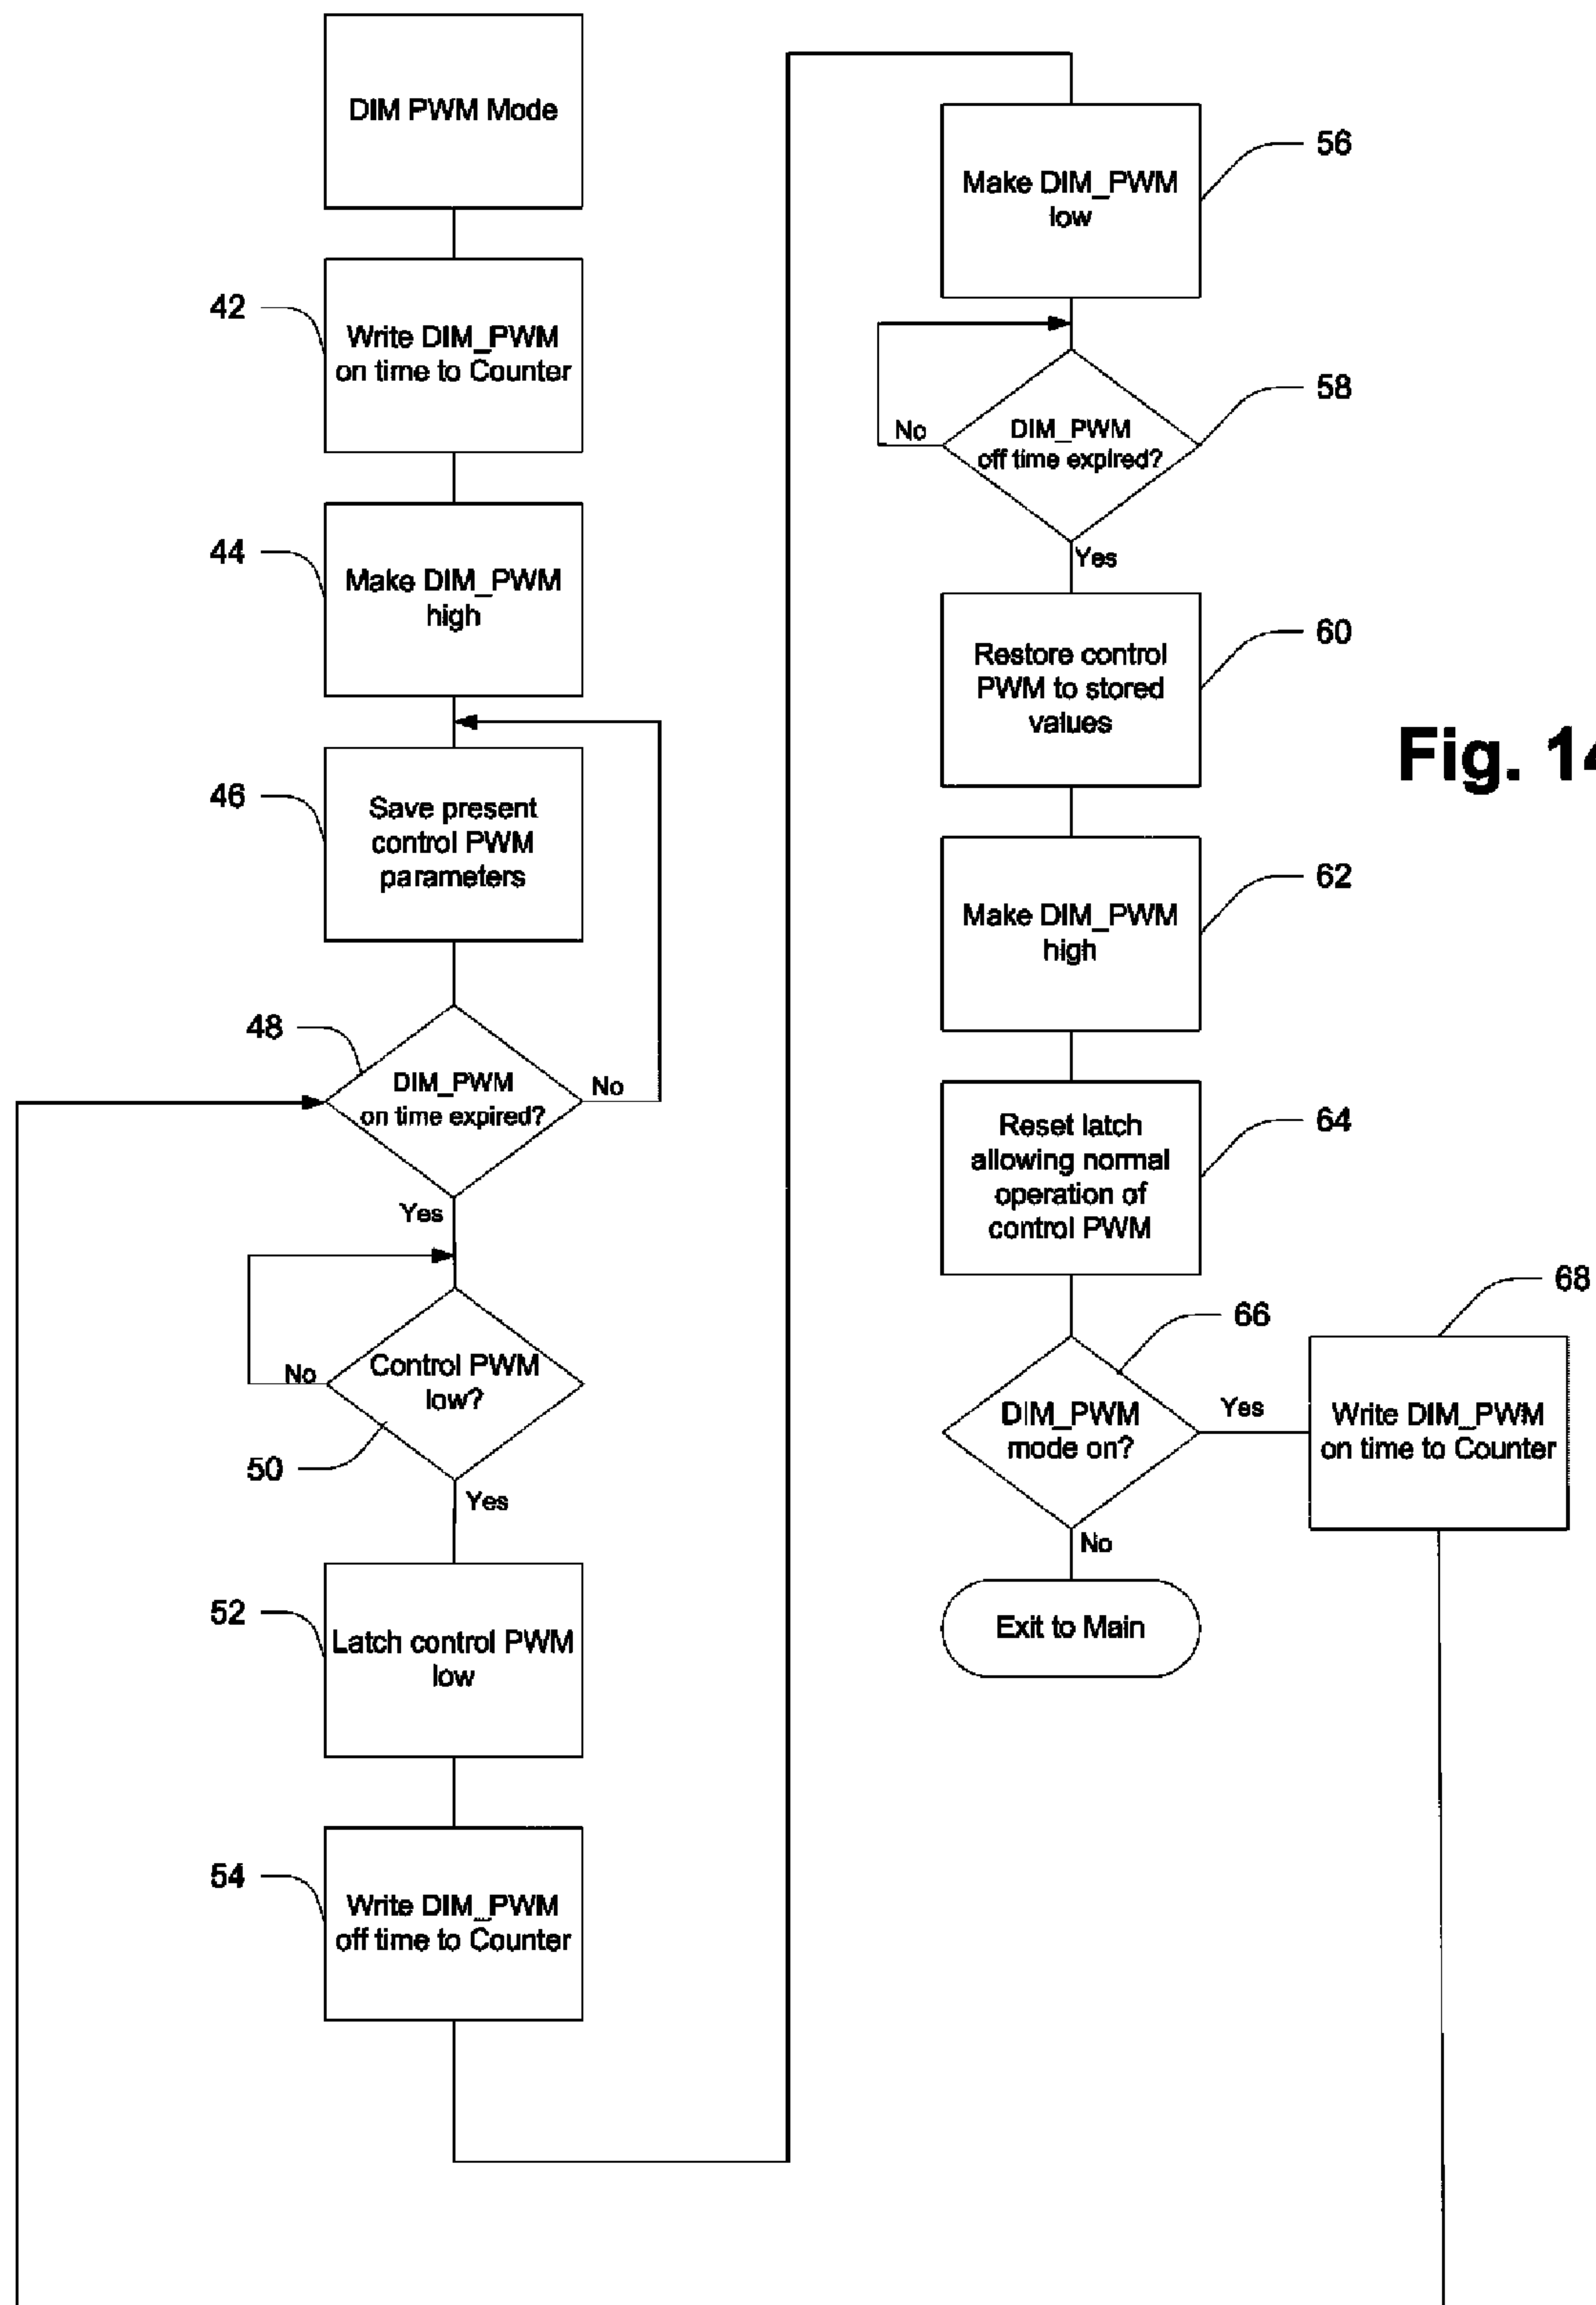 DIM PWM Mode
42
Write DIM_PWM
on time to Counter
44
Make DIM_PWM
high
46
Save present
control PWM
parameters
48
DIM_PWM
on time expired?
No
Yes
Control PWM
low?
No
50
Yes
52
Latch control PWM
low
54
Write DIM_PWM
off time to Counter
56
Make DIM_PWM
low
58
DIM_PWM
off time expired?
No
Yes
60
Restore control
PWM to stored
values
62
Make DIM_PWM
high
64
Reset latch
allowing normal
operation of
control PWM
66
DIM_PWM
mode on?
Yes
68
Write DIM_PWM
on time to Counter
No
Exit to Main
Fig. 14